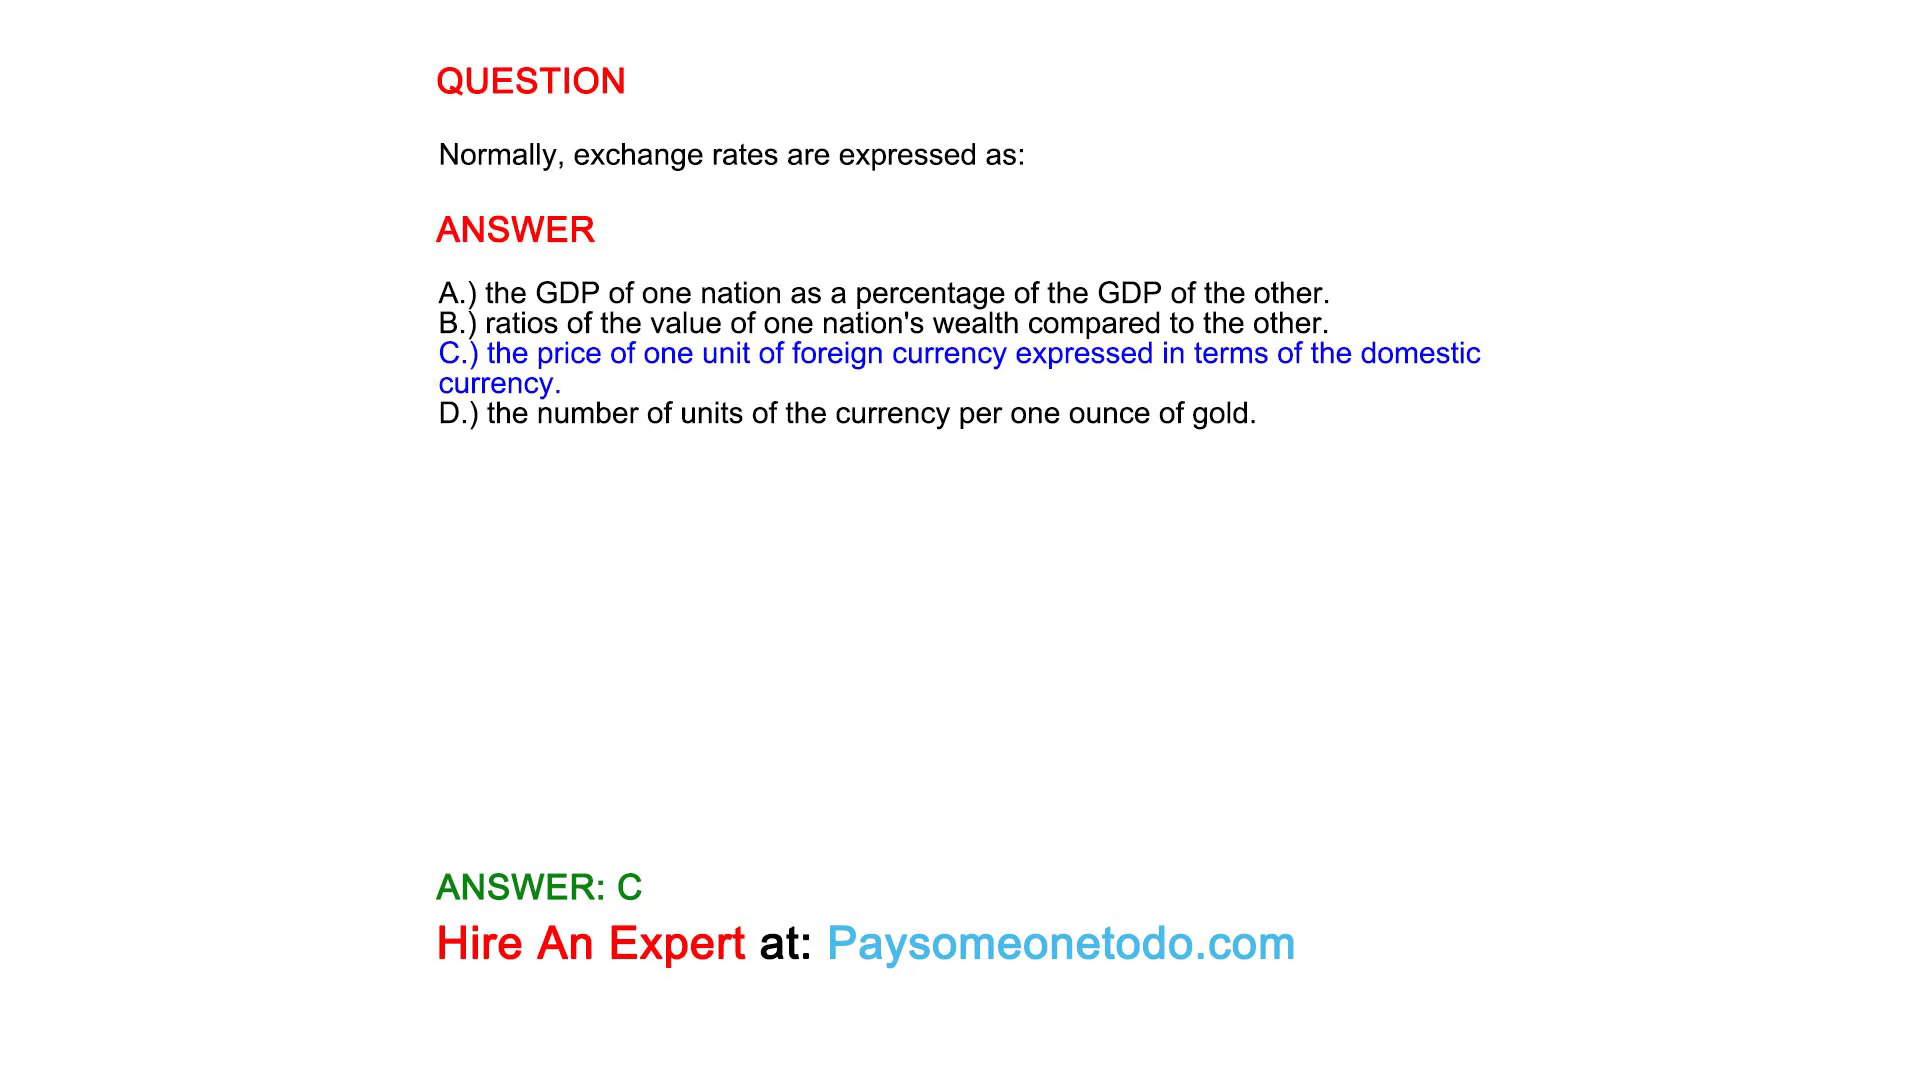 QUESTION
Normally, exchange rates are expressed as:
ANSWER
A.) the GDP of one nation as a percentage of the GDP of the other.
B.) ratios of the value of one nation's wealth compared to the other.
C.) the price of one unit of foreign currency expressed in terms of the domestic
currency.
D.) the number of units of the currency per one ounce of gold.
ANSWER: C
Hire An Expert at: Paysomeonetodo.com